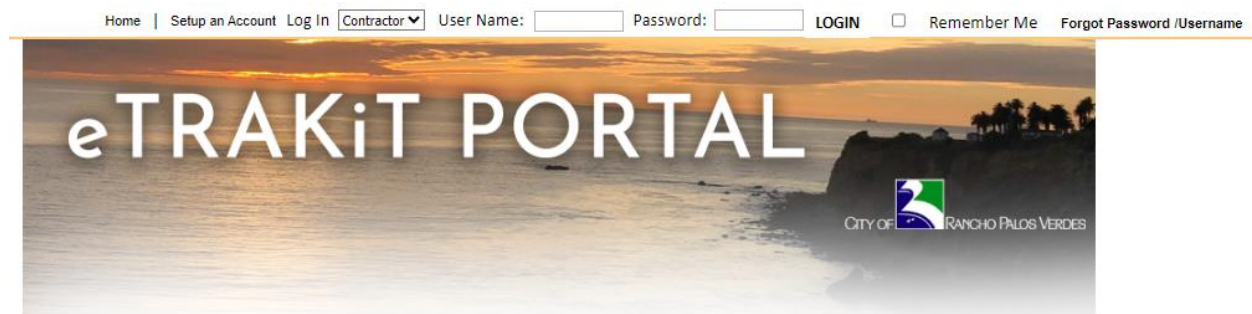 Home | Setup an Account Log In Contractor User Name: Password: LOGIN Remember Me Forgot Password /Username
eTRAKiT PORTAL
CITY OF RANCHO PALOS VERDES